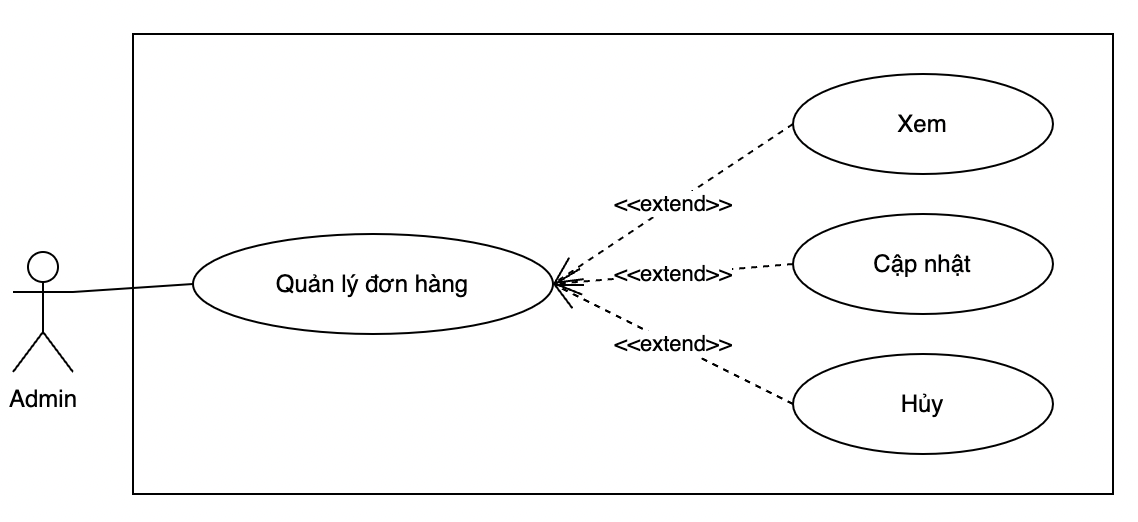 Xem
<<extend>>
Quản lý đơn hàng
<<extend>>
Cập nhật
<<extend>>
Hủy
Admin